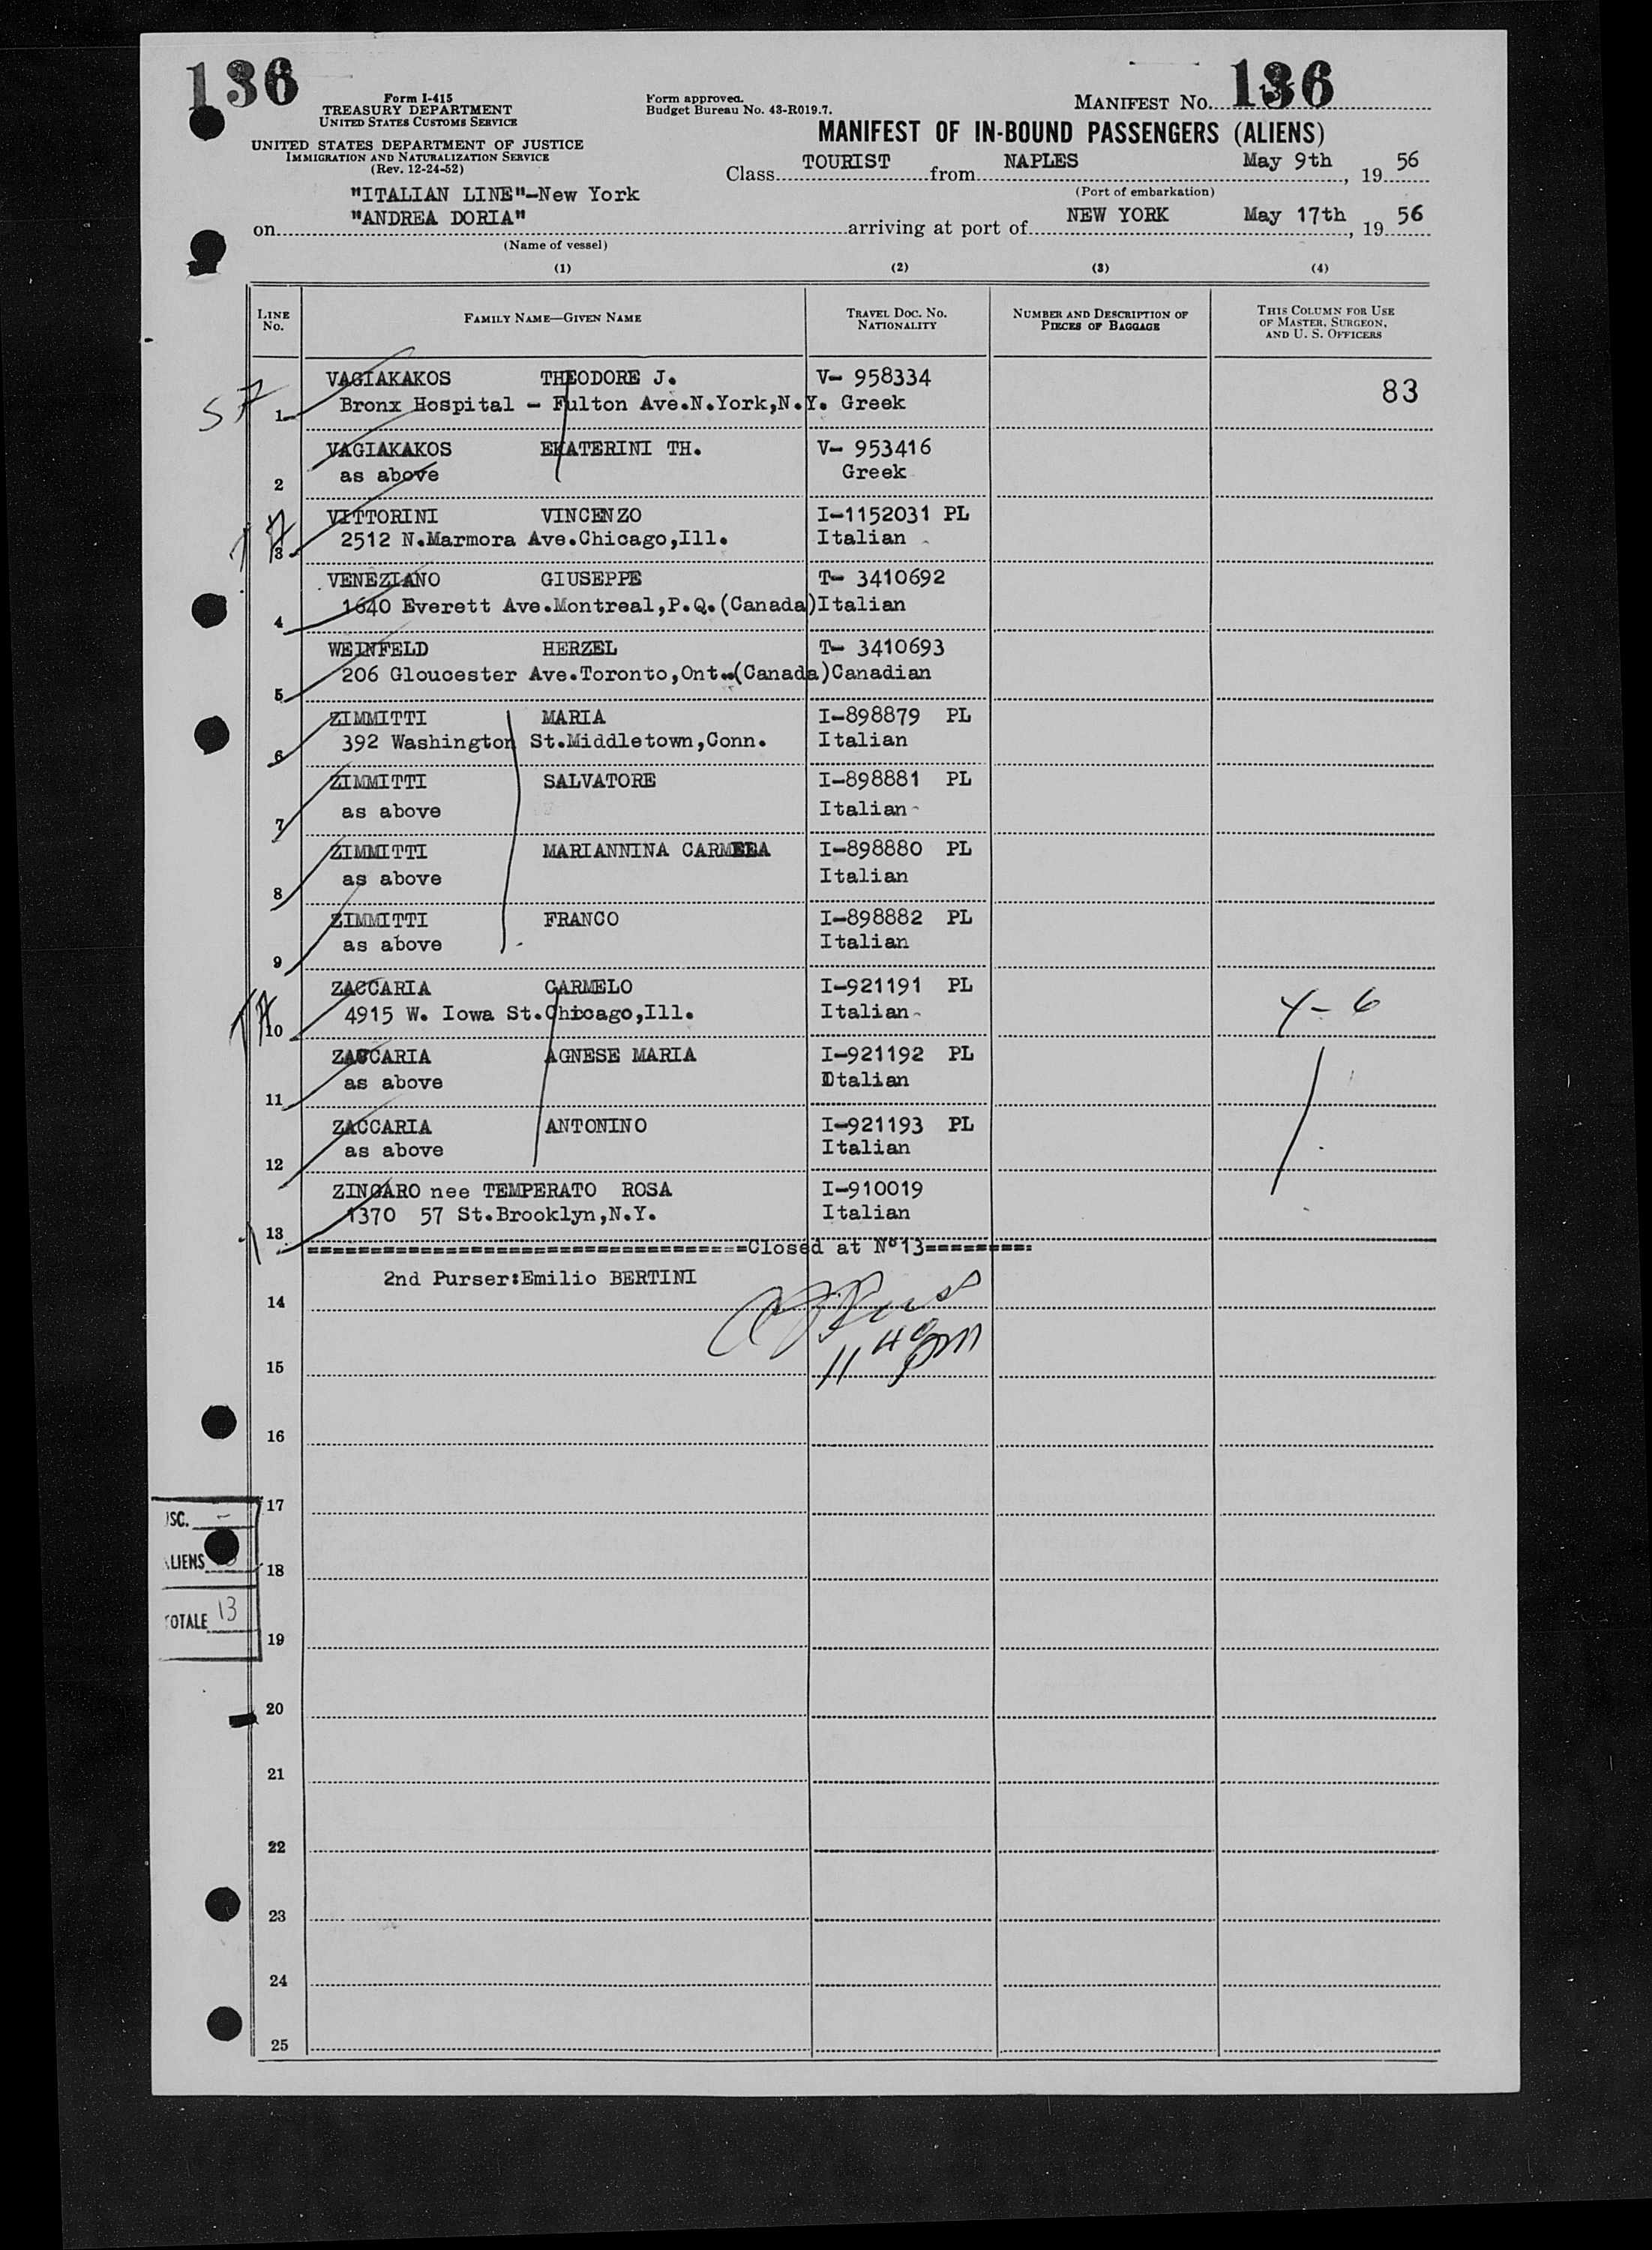 136
Form I-415
TREASURY DEPARTMENT
UNITED STATES CUSTOMS SERVICE
UNITED STATES DEPARTMENT OF JUSTICE
IMMIGRATION AND NATURALIZATION SERVICE
(Rev. 12-24-52)
Form approved.
Budget Bureau No. 43-R019.7.
MANIFEST NO. 136
MANIFEST OF IN-BOUND PASSENGERS (ALIENS)
Class TOURIST from NAPLES May 9th, 19 56
(Port of embarkation)
"ITALIAN LINE"-New York
on "ANDREA DORIA" arriving at port of NEW YORK May 17th, 19 56
(Name of vessel)
(1) (2) (3) (4)
LINE NO. FAMILY NAME—GIVEN NAME TRAVEL DOC. NO. NATIONALITY NUMBER AND DESCRIPTION OF PIECES OF BAGGAGE THIS COLUMN FOR USE OF MASTER, SURGEON, AND U. S. OFFICERS
VAGIAKAKOS THEODORE J. V- 958334 83
57 1 Bronx Hospital - Fulton Ave.N.York,N.Y. Greek
VAGIAKAKOS EKATERINI TH. V- 953416
2 as above Greek
VITTORINI VINCENZO I-1152031 PL
3 2512 N.Marmora Ave.Chicago,Ill. Italian
VENEZIANO GIUSEPPE T- 3410692
4 1640 Everett Ave.Montreal,P.Q.(Canada)Italian
WEINFELD HERZEL T- 3410693
5 206 Gloucester Ave.Toronto,Ont..(Canada)Canadian
ZIMMITTI MARIA I-898879 PL
6 392 Washington St.Middletown,Conn. Italian
ZIMMITTI SALVATORE I-898881 PL
7 as above Italian
ZIMMITTI MARIANNINA CARMELA I-898880 PL
8 as above Italian
ZIMMITTI FRANCO I-898882 PL
9 as above Italian
ZACCARIA CARMELO I-921191 PL
10 4915 W. Iowa St.Chicago,Ill. Italian 4-6
ZACCARIA AGNESE MARIA I-921192 PL
11 as above Italian
ZACCARIA ANTONINO I-921193 PL
12 as above Italian
ZINGARO nee TEMPERATO ROSA I-910019
13 1370 57 St.Brooklyn,N.Y. Italian
===================================Closed at Nº13========:
2nd Purser:Emilio BERTINI
14
15
16
17
SC. -
LIENS 18
TOTALE 13
19
20
21
22
23
24
25